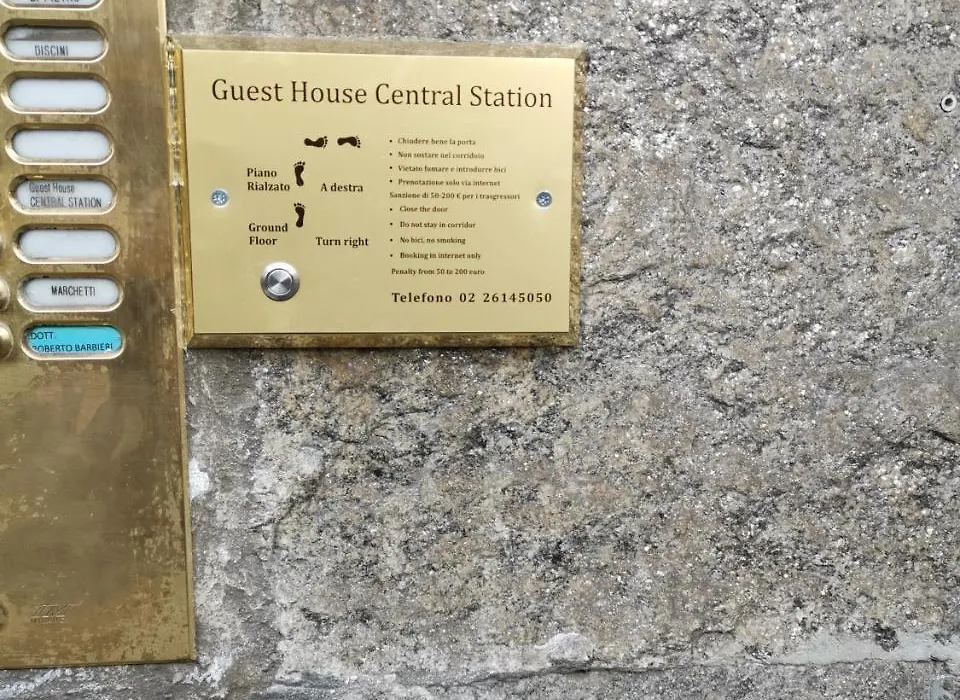 DISCINI
Guest House
CENTRAL STATION
MARCHETTI
DOTT.
ROBERTO BARBIERI
Guest House Central Station
Piano
Rialzato
A destra
Ground
Floor
Turn right
• Chiudere bene la porta
• Non sostare nel corridoio
• Vietato fumare e introdurre bici
• Prenotazione solo via internet
Sanzione di 50-200 € per i trasgressori
• Close the door
• Do not stay in corridor
• No bici, no smoking
• Booking in internet only
Penalty from 50 to 200 euro
Telefono 02 26145050